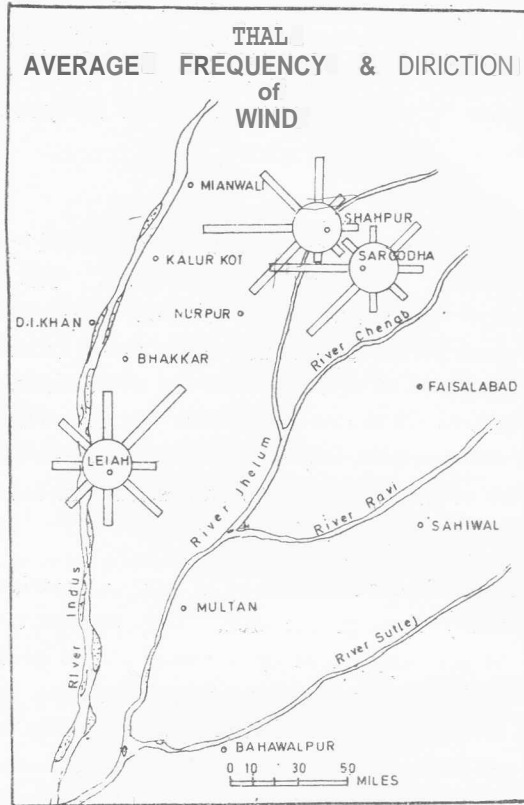 THAL
AVERAGE FREQUENCY & DIRICTION
of
WIND
MIANWALI
SHAHPUR
KALUR KOT
SARGODHA
D.I.KHAN
NURPUR
River Chenab
BHAKKAR
FAISALABAD
LEIAH
River Jhelum
River Ravi
SAHIWAL
River Indus
MULTAN
River Sutlej
BAHAWALPUR
0 10 30 50
MILES